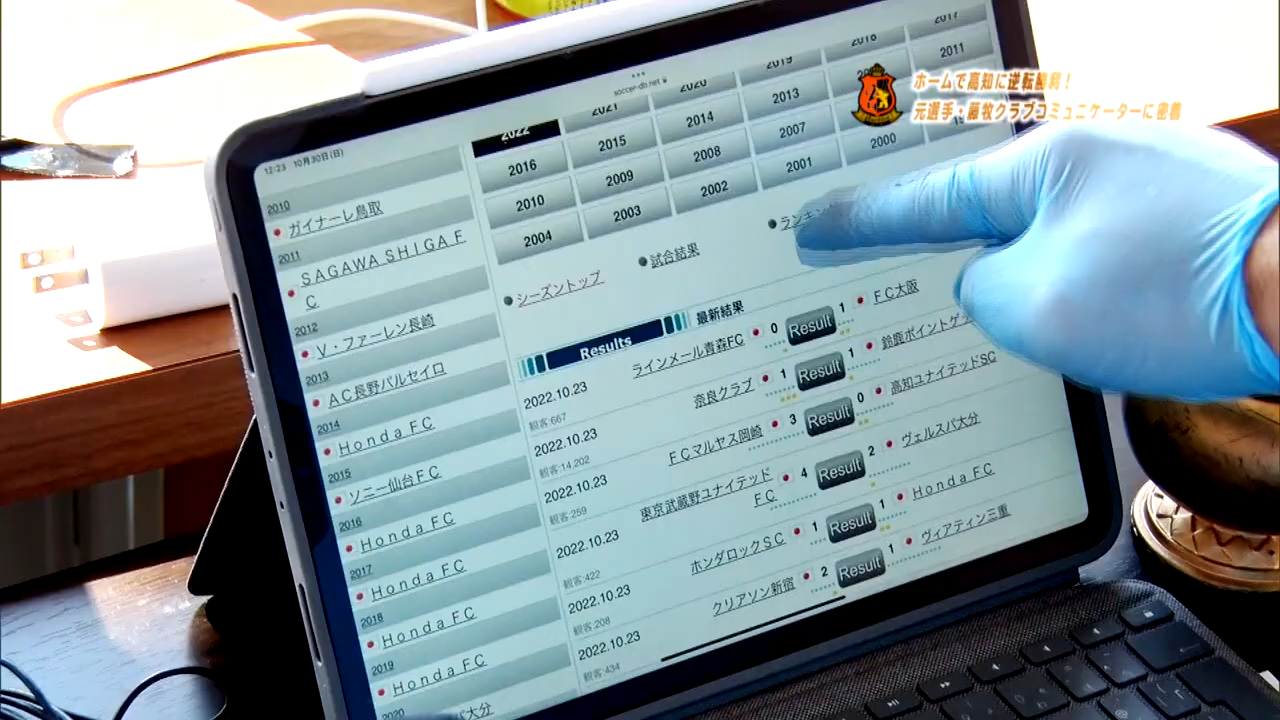 ホームで高知に逆転勝利！
元選手・藤牧クラブコミュニケーターに密着
soccer-db.net
12:23 10月30日(日)
2010
ガイナーレ鳥取
2011
SAGAWA SHIGA F
C
2012
V・ファーレン長崎
2013
AC長野パルセイロ
2014
Honda FC
2015
ソニー仙台FC
2016
Honda FC
2017
Honda FC
2018
Honda FC
2019
Honda FC
2020
パ大分
2022 2021 2020 2019 2018 2017
2016 2015 2014 2013 2011
2010 2009 2008 2007
2004 2003 2002 2001 2000
シーズントップ 試合結果 ランキン
Results 最新結果
2022.10.23 ラインメール青森FC 0 Result 1 FC大阪
観客:667
2022.10.23 奈良クラブ 1 Result 1 鈴鹿ポイントゲッ
観客:14,202
2022.10.23 FCマルヤス岡崎 3 Result 0 高知ユナイテッドSC
観客:259
2022.10.23 東京武蔵野ユナイテッド
FC 4 Result 2 ヴェルスパ大分
観客:422
2022.10.23 ホンダロックSC 1 Result 1 Honda FC
観客:208
2022.10.23 クリアソン新宿 2 Result 1 ヴィアティン三重
観客:434